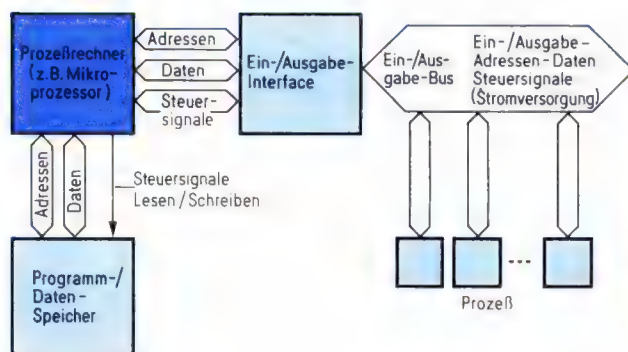 Prozeßrechner
(z.B. Mikro-
prozessor)
Adressen
Daten
Steuer-
signale
Ein-/Ausgabe-
Interface
Ein-/Aus-
gabe-Bus
Ein-/Ausgabe-
Adressen-Daten
Steuersignale
(Stromversorgung)
Adressen
Daten
Steuersignale
Lesen/Schreiben
Programm-/
Daten-
Speicher
...
Prozeß